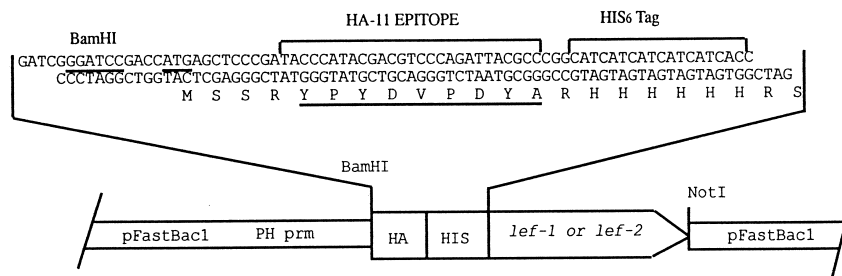 BamHI HA-11 EPITOPE HIS6 Tag
GATCGGGATCCGACCATGAGCTCCCGATACCCATACGACGTCCCAGATTACGCCCGGCATCATCATCATCATCACC
CCCTAGGCTGGTACTCGAGGGCTATGGGTATGCTGCAGGGTCTAATGCGGGCCGTAGTAGTAGTAGTAGTGGCTAG
M S S R Y P Y D V P D Y A R H H H H H H R S
BamHI
NotI
pFastBac1 PH prm HA HIS lef-1 or lef-2 pFastBac1